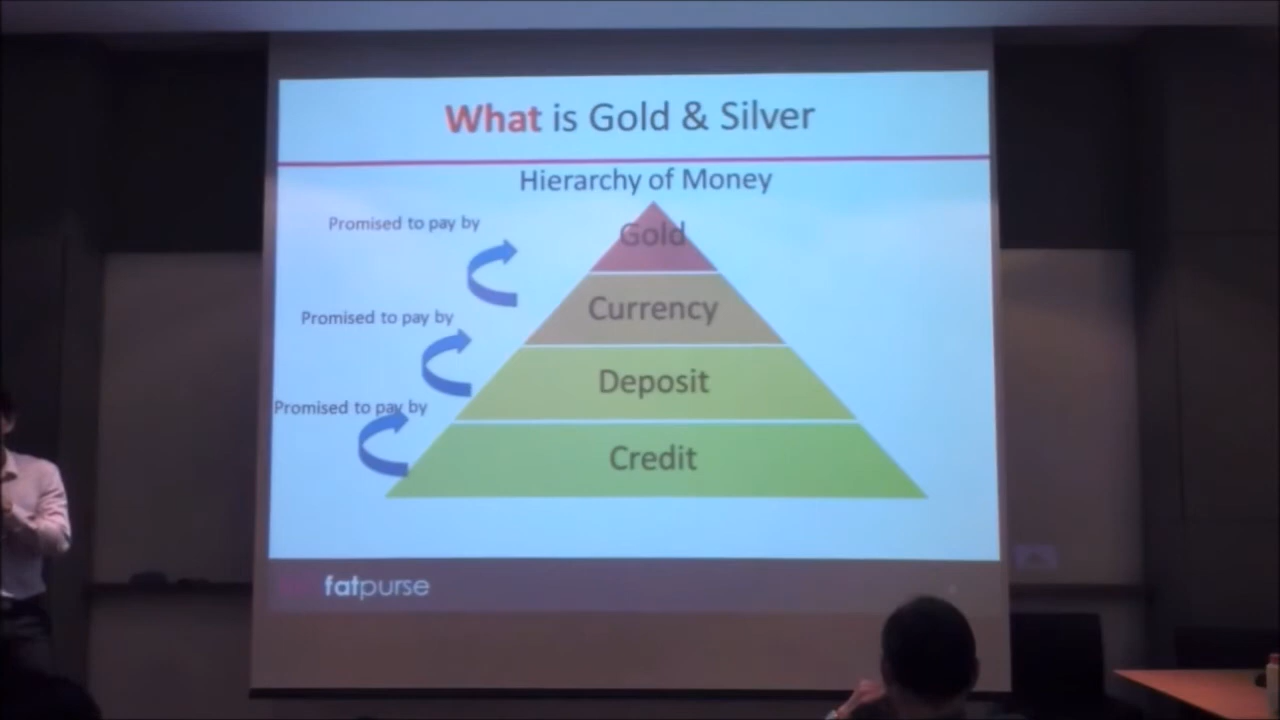 What is Gold & Silver
Hierarchy of Money
Promised to pay by
Gold
Currency
Promised to pay by
Deposit
Promised to pay by
Credit
fatpurse